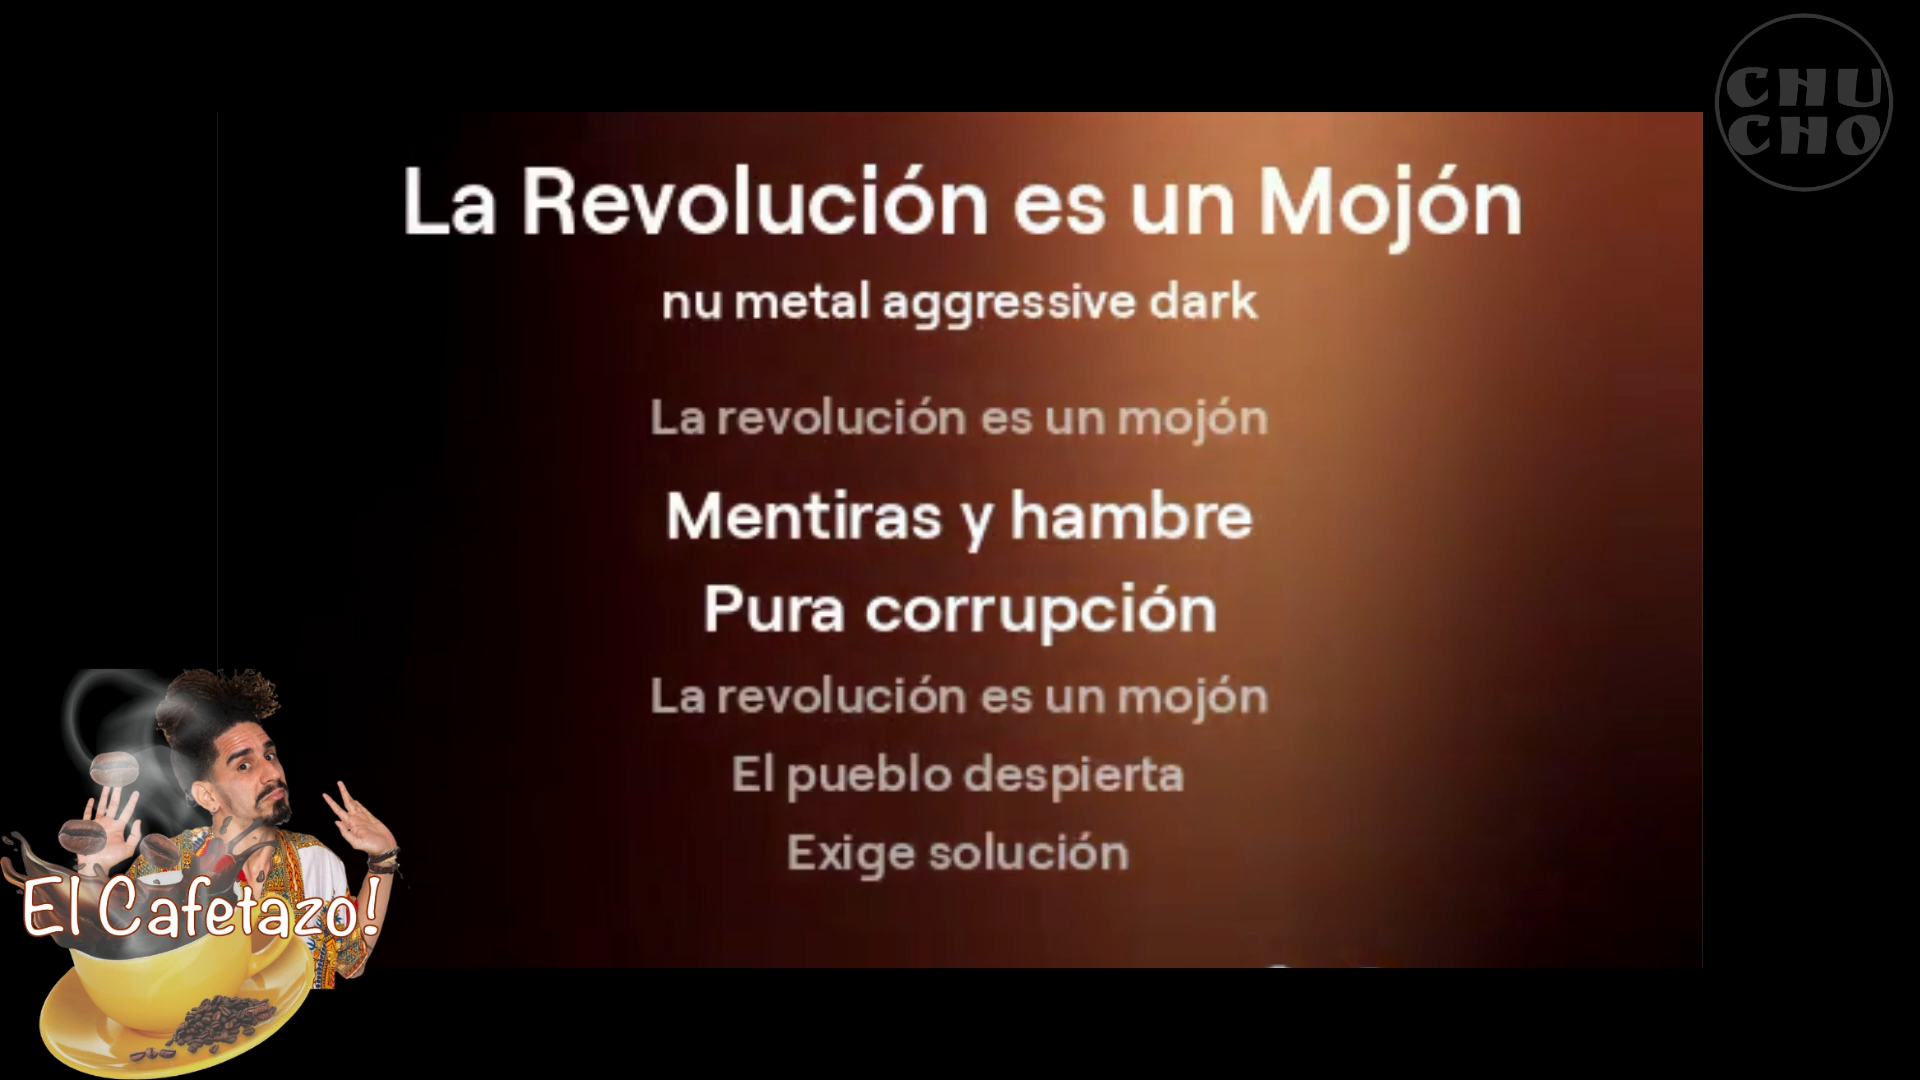 CHU
CHO
La Revolución es un Mojón
nu metal aggressive dark
La revolución es un mojón
Mentiras y hambre
Pura corrupción
La revolución es un mojón
El pueblo despierta
Exige solución
El Cafetazo!